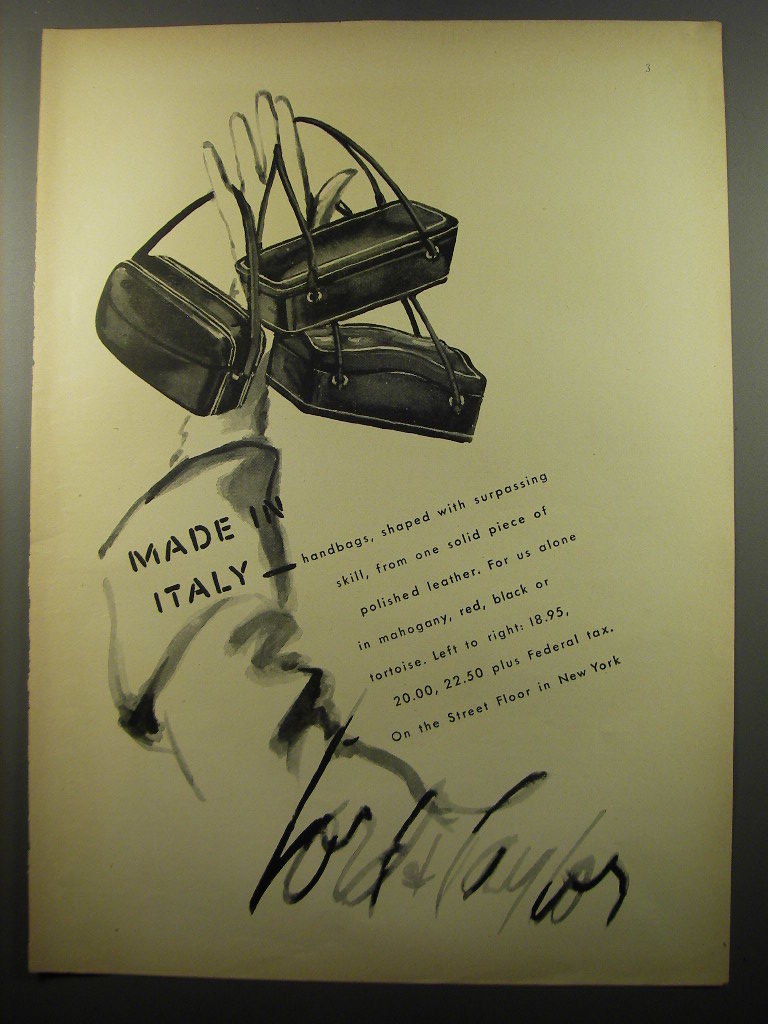 3
MADE IN
ITALY — handbags, shaped with surpassing
skill, from one solid piece of
polished leather. For us alone
in mahogany, red, black or
tortoise. Left to right: 18.95,
20.00, 22.50 plus Federal tax.
On the Street Floor in New York
Lord & Taylor